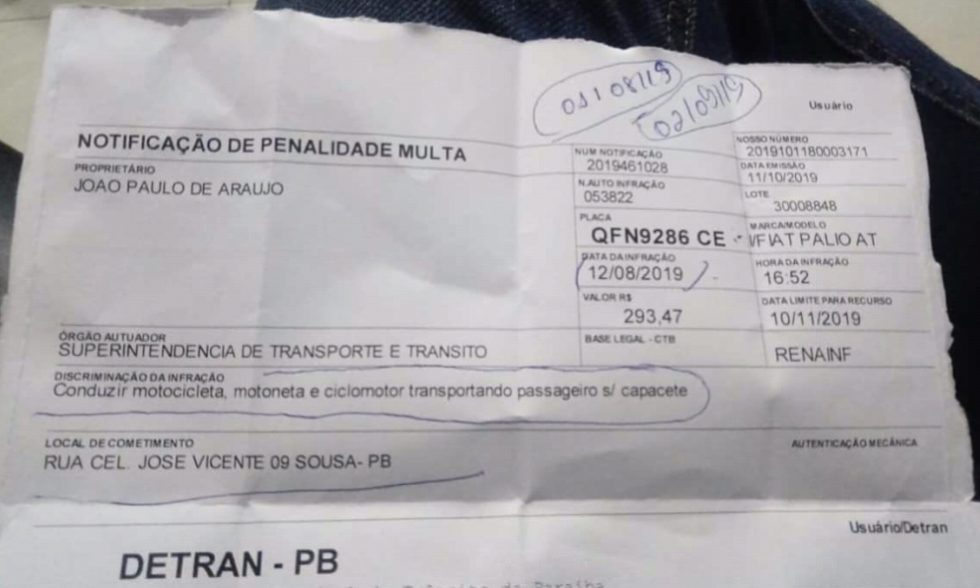 01/08/19
02/09/19
Usuário
NOTIFICAÇÃO DE PENALIDADE MULTA
NUM NOTIFICAÇÃO
2019461028
NOSSO NÚMERO
2019101180003171
PROPRIETÁRIO
JOAO PAULO DE ARAUJO
N.AUTO INFRAÇÃO
053822
DATA EMISSÃO
11/10/2019
LOTE
30008848
PLACA
QFN9286 CE -
MARCA/MODELO
I/FIAT PALIO AT
DATA DA INFRAÇÃO
12/08/2019
HORA DA INFRAÇÃO
16:52
VALOR R$
293,47
DATA LIMITE PARA RECURSO
10/11/2019
ÓRGÃO AUTUADOR
SUPERINTENDENCIA DE TRANSPORTE E TRANSITO
BASE LEGAL - CTB
RENAINF
DISCRIMINAÇÃO DA INFRAÇÃO
Conduzir motocicleta, motoneta e ciclomotor transportando passageiro s/ capacete
LOCAL DE COMETIMENTO
RUA CEL. JOSE VICENTE 09 SOUSA- PB
AUTENTICAÇÃO MECÂNICA
Usuário/Detran
DETRAN - PB